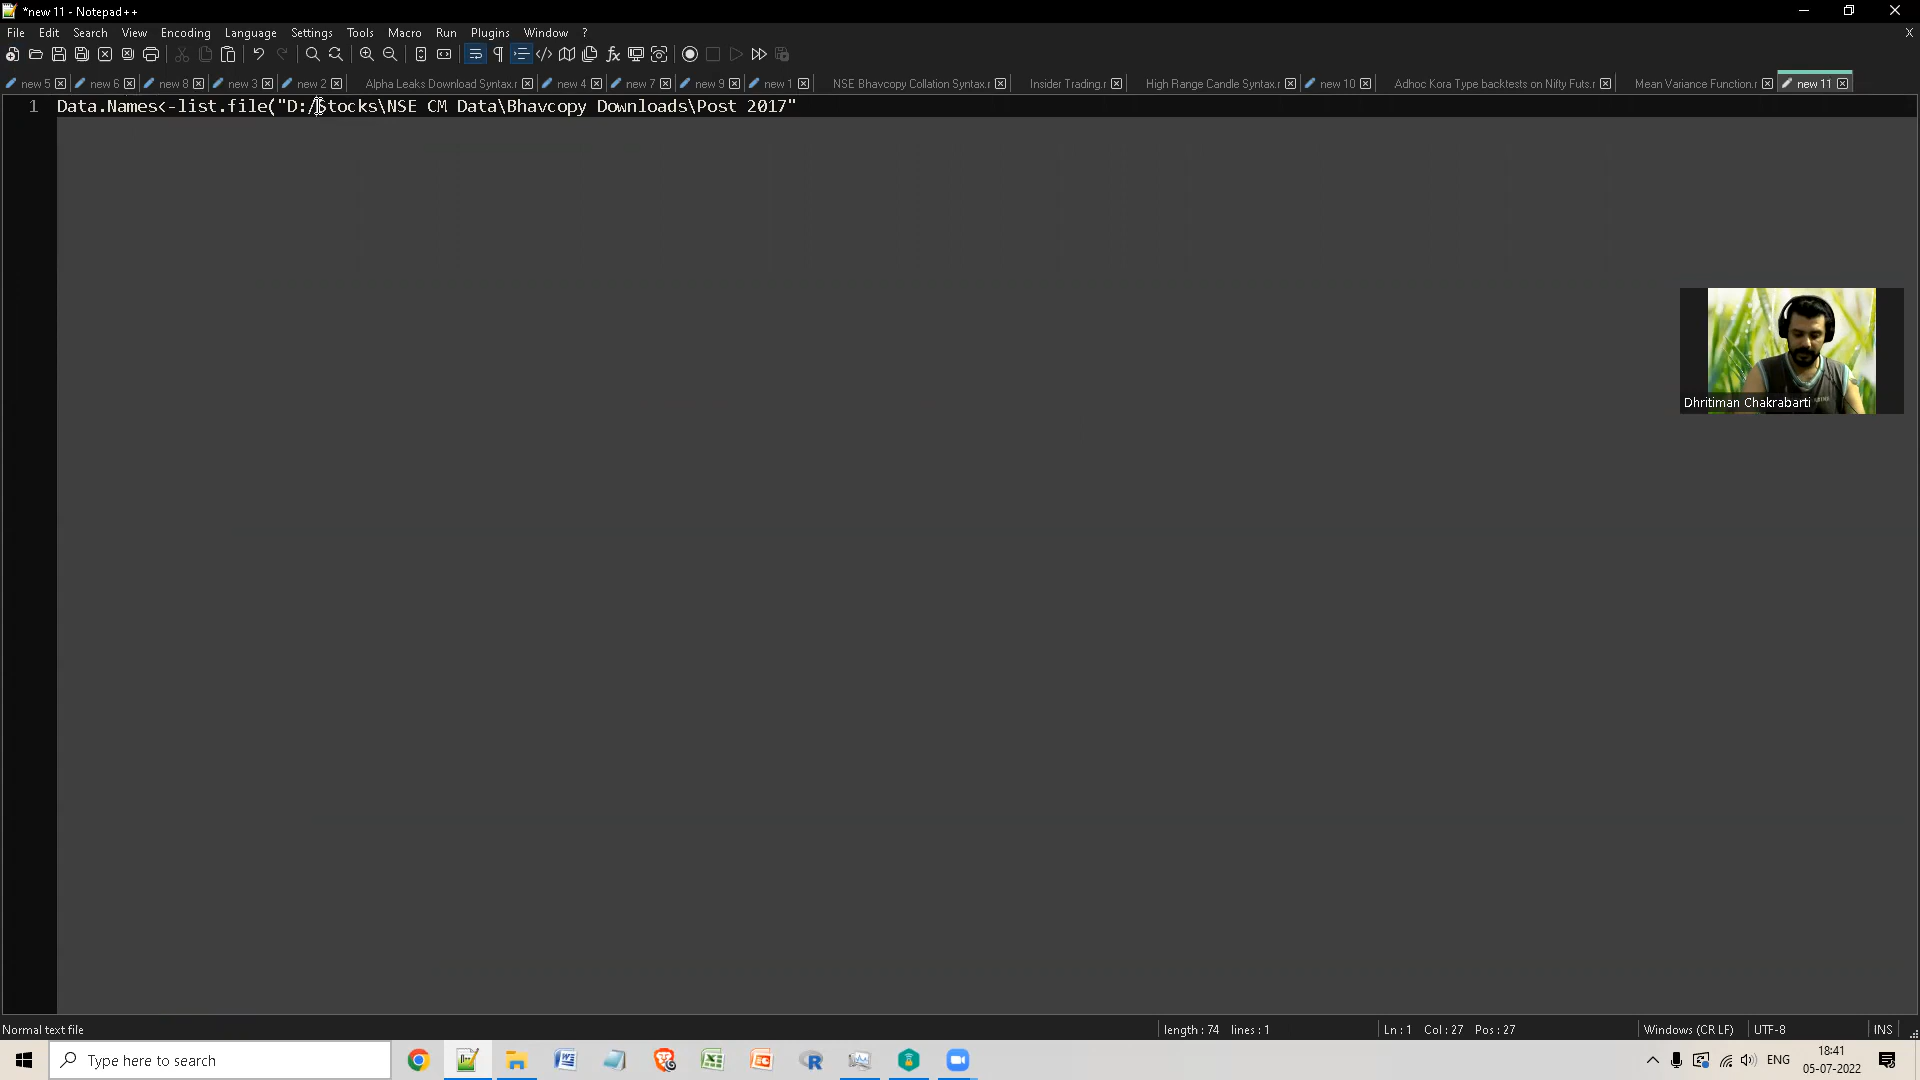 *new 11 - Notepad++
File Edit Search View Encoding Language Settings Tools Macro Run Plugins Window ? X
new 5 new 6 new 8 new 3 new 2 Alpha Leaks Download Syntax.r new 4 new 7 new 9 new 1 NSE Bhavcopy Collation Syntax.r Insider Trading.r High Range Candle Syntax.r new 10 Adhoc Kora Type backtests on Nifty Futs.r Mean Variance Function.r new 11
1 Data.Names<-list.file("D:/Stocks\NSE CM Data\Bhavcopy Downloads\Post 2017"
Dhritiman Chakrabarti
Normal text file length : 74 lines : 1 Ln : 1 Col : 27 Pos : 27 Windows (CR LF) UTF-8 INS
Type here to search ENG 18:41
05-07-2022